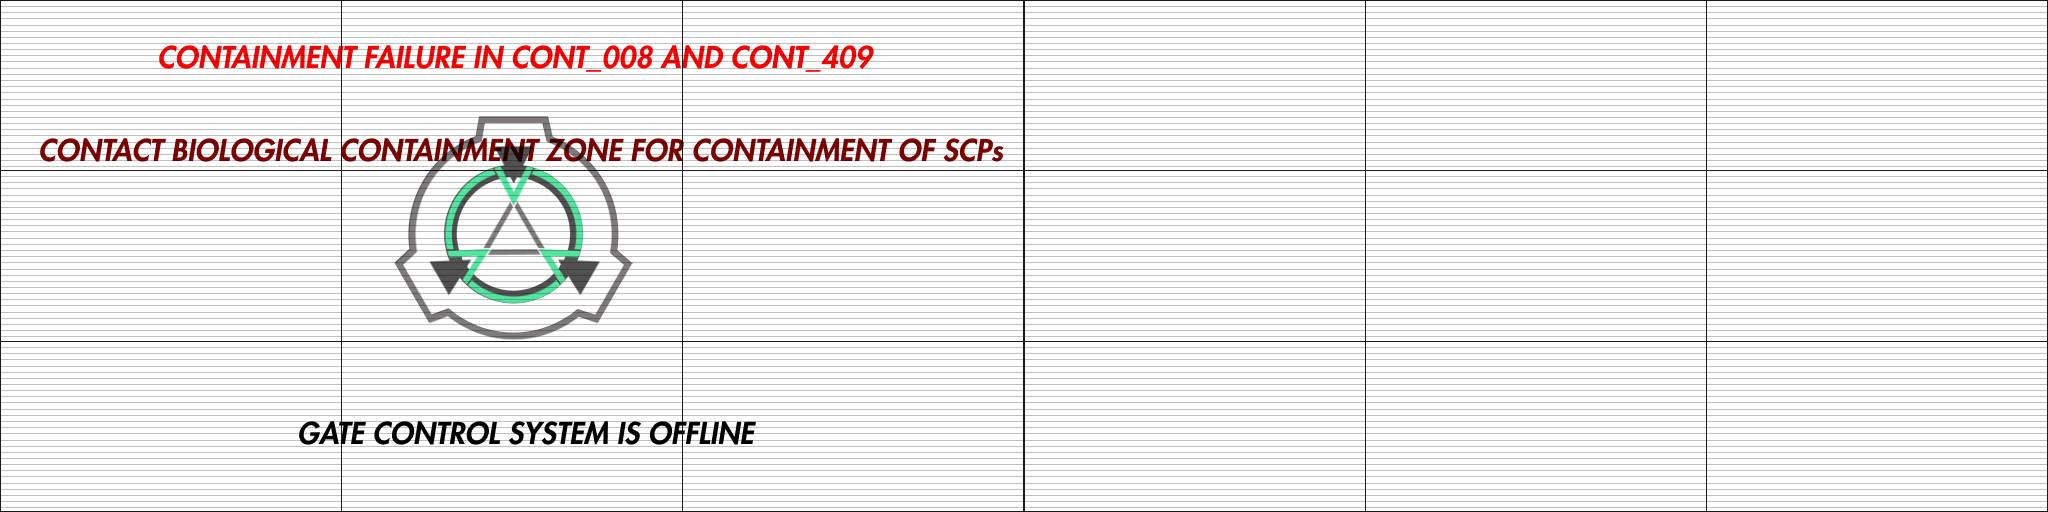 CONTAINMENT FAILURE IN CONT_008 AND CONT_409
CONTACT BIOLOGICAL CONTAINMENT ZONE FOR CONTAINMENT OF SCPs
GATE CONTROL SYSTEM IS OFFLINE